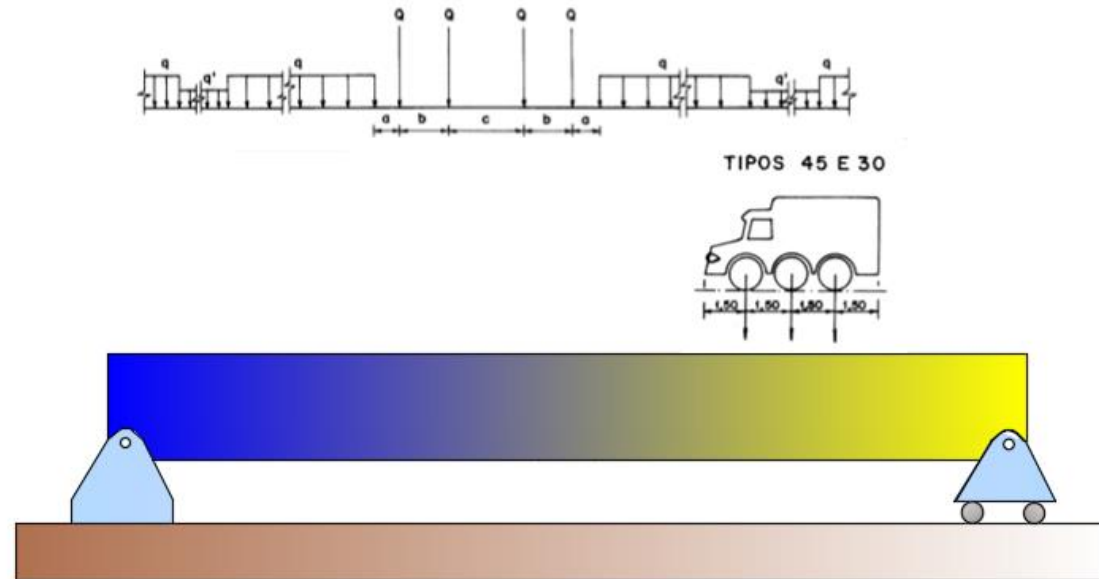 Q Q Q Q
q q' q q q' q
a b c b a
TIPOS 45 E 30
1,50 1,50 1,50 1,50